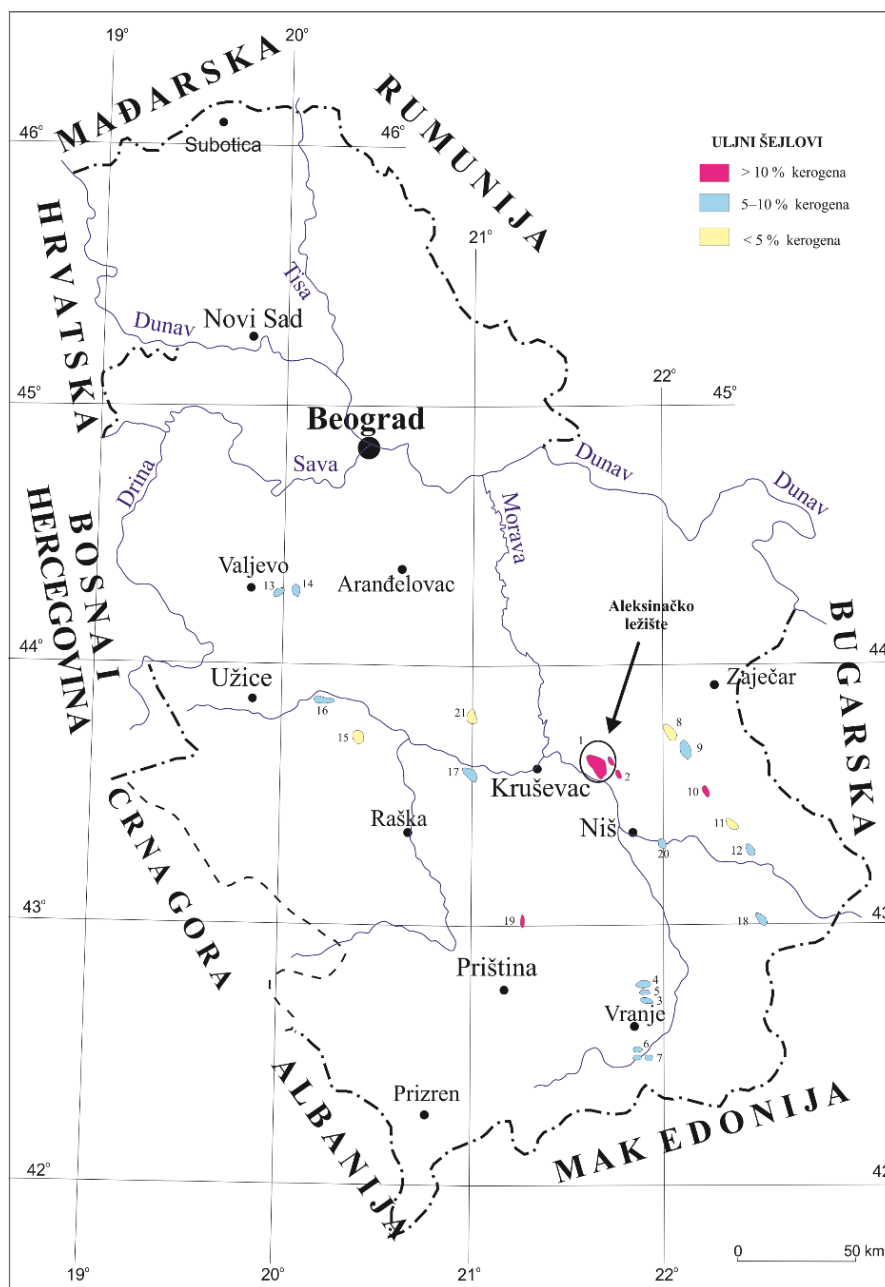 19°
20°
MAĐARSKA
RUMUNIJA
46°
46°
Subotica
ULJNI ŠEJLOVI
> 10 % kerogena
5–10 % kerogena
< 5 % kerogena
HRVATSKA
21°
Tisa
Dunav
Novi Sad
22°
45°
45°
Beograd
Sava
Drina
Dunav
Dunav
Morava
BOSNA I
HERCEGOVINA
Valjevo
13
14
Aranđelovac
Aleksinačko
ležište
BUGARSKA
44°
44
Užice
Zaječar
16
15
21
17
1
2
8
9
10
11
12
Kruševac
Raška
Niš
20
CRNA GORA
43°
43
19
18
Priština
4
5
3
Vranje
6
7
ALBANIJA
Prizren
MAKEDONIJA
42°
42°
19°
20°
21°
22°
0
50 km